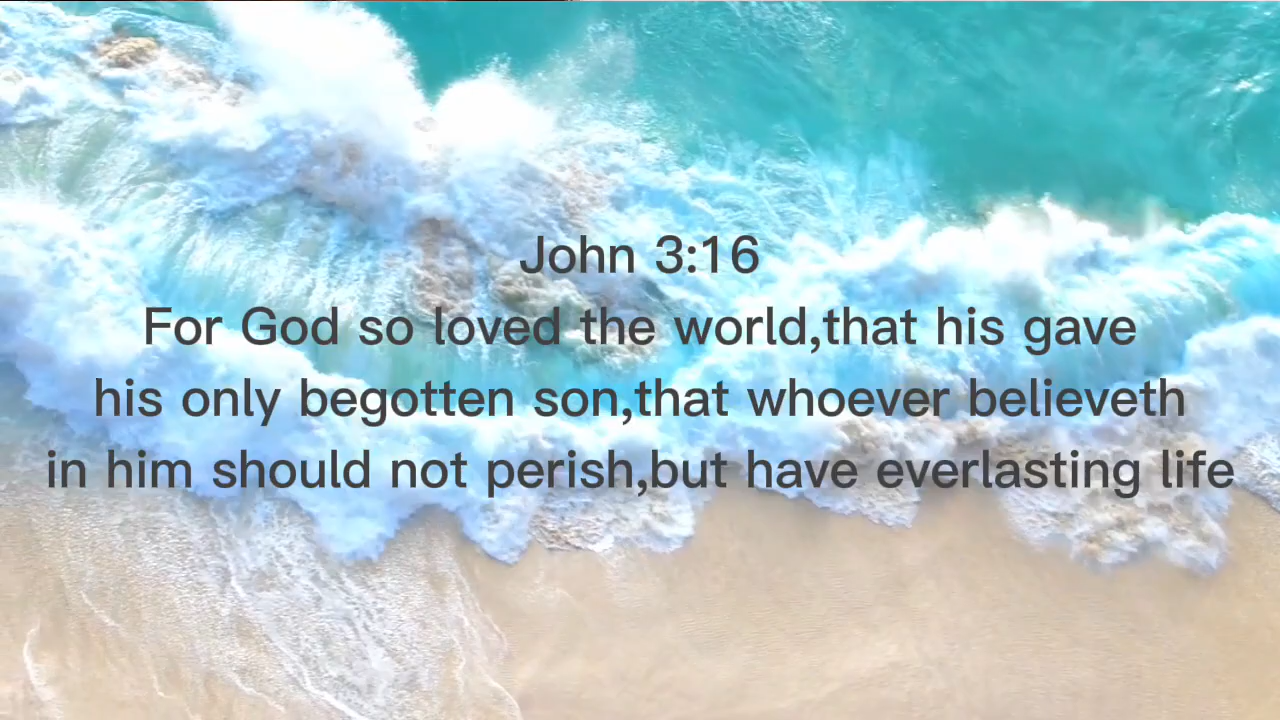 John 3:16
For God so loved the world,that his gave
his only begotten son,that whoever believeth
in him should not perish,but have everlasting life